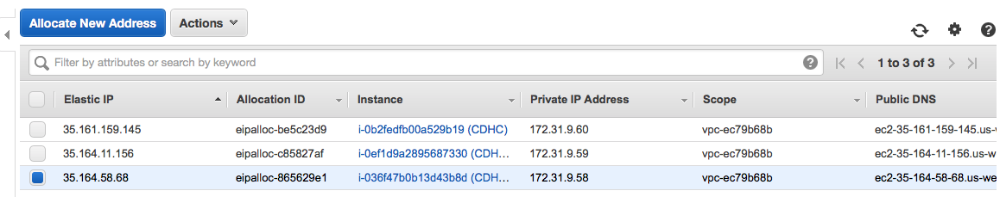 Allocate New Address Actions
Filter by attributes or search by keyword ? 1 to 3 of 3
Elastic IP Allocation ID Instance Private IP Address Scope Public DNS
35.161.159.145 eipalloc-be5c23d9 i-0b2fedfb00a529b19 (CDHC) 172.31.9.60 vpc-ec79b68b ec2-35-161-159-145.us-w
35.164.11.156 eipalloc-c85827af i-0ef1d9a2895687330 (CDH... 172.31.9.59 vpc-ec79b68b ec2-35-164-11-156.us-w
35.164.58.68 eipalloc-865629e1 i-036f47b0b13d43b8d (CDH... 172.31.9.58 vpc-ec79b68b ec2-35-164-58-68.us-we